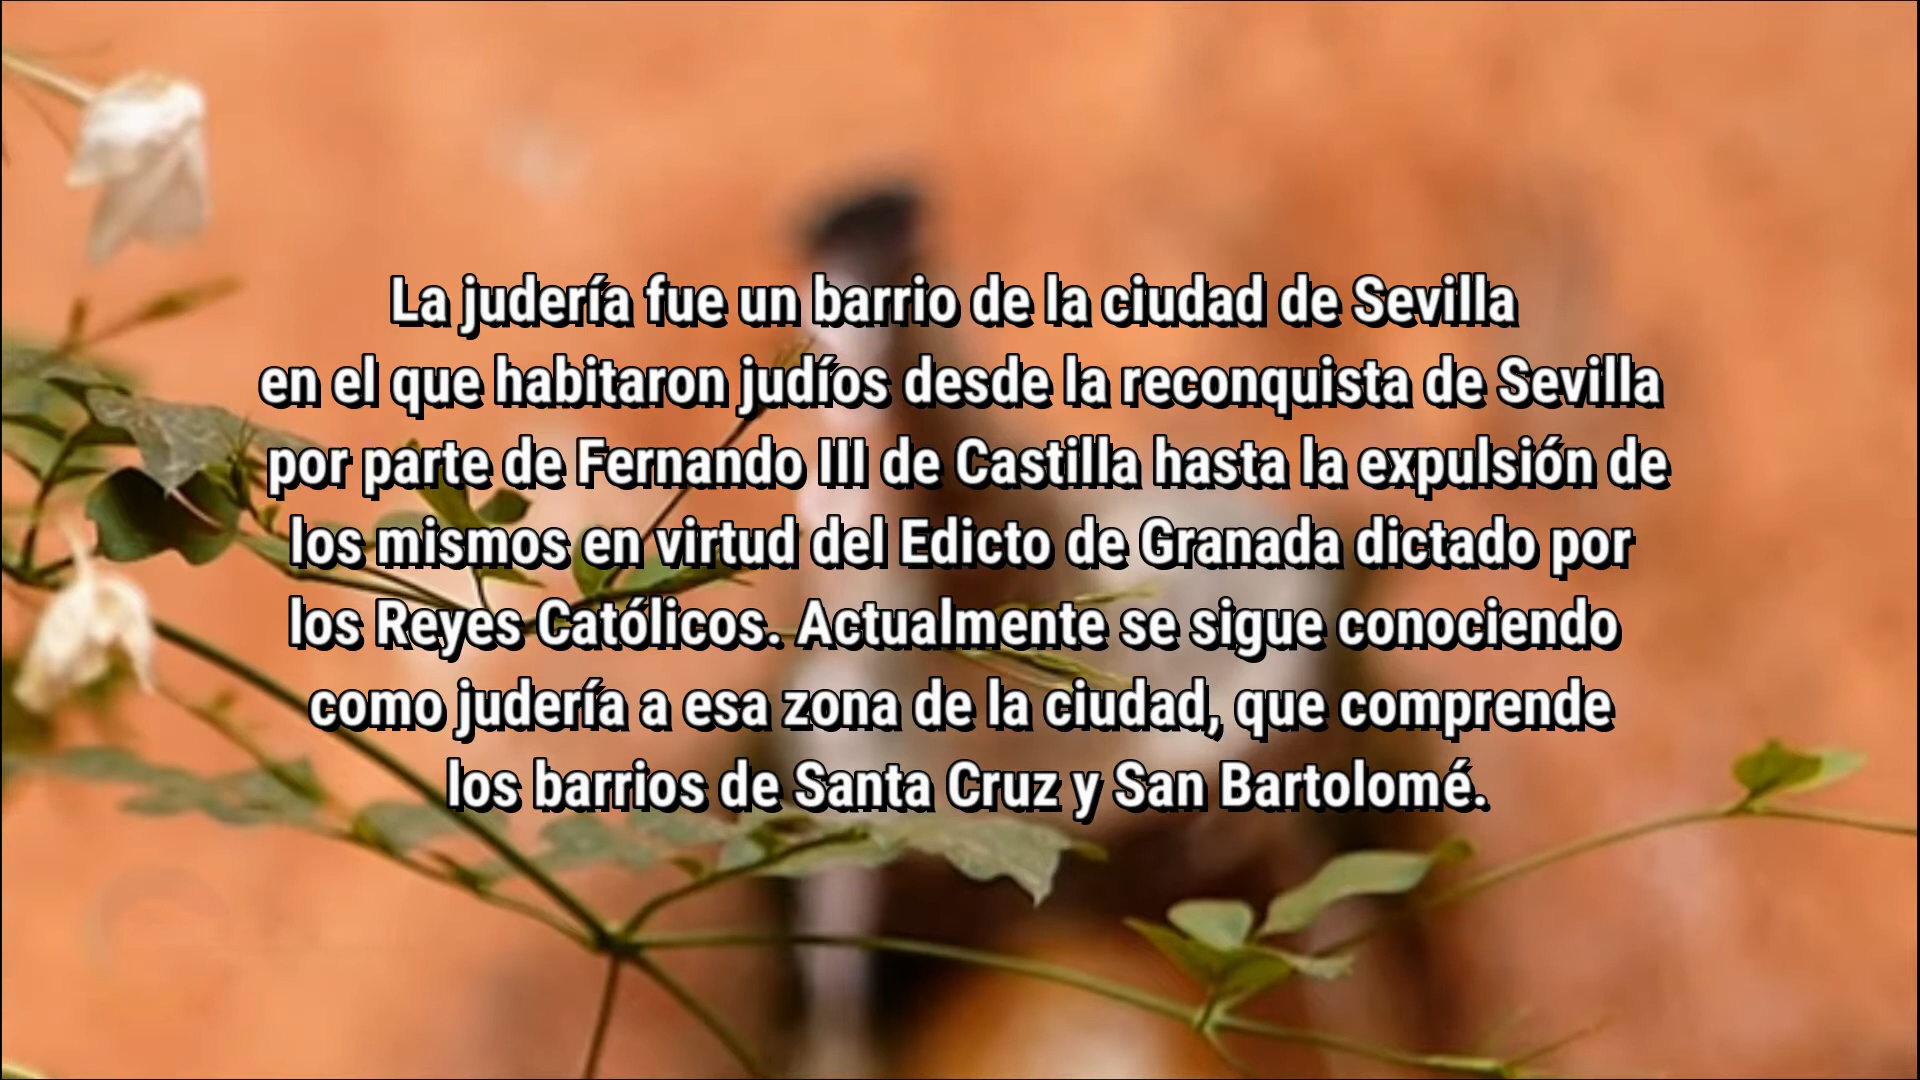 La judería fue un barrio de la ciudad de Sevilla
en el que habitaron judíos desde la reconquista de Sevilla
por parte de Fernando III de Castilla hasta la expulsión de
los mismos en virtud del Edicto de Granada dictado por
los Reyes Católicos. Actualmente se sigue conociendo
como judería a esa zona de la ciudad, que comprende
los barrios de Santa Cruz y San Bartolomé.